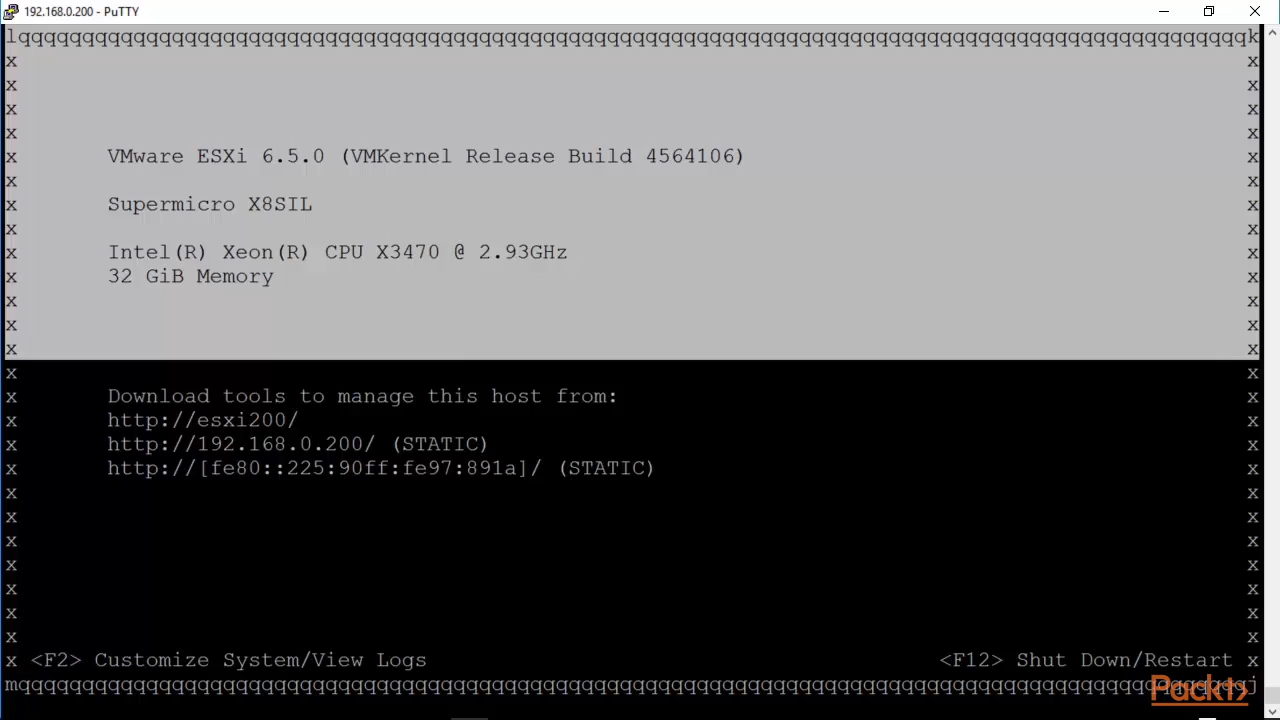 192.168.0.200 - PuTTY
lqqqqqqqqqqqqqqqqqqqqqqqqqqqqqqqqqqqqqqqqqqqqqqqqqqqqqqqqqqqqqqqqqqqqqqqqqqqqqqqqqqqqqqqqqqqqqqqqk
x x
x x
x x
x x
x VMware ESXi 6.5.0 (VMKernel Release Build 4564106) x
x x
x Supermicro X8SIL x
x x
x Intel(R) Xeon(R) CPU X3470 @ 2.93GHz x
x 32 GiB Memory x
x x
x x
x x
x x
x Download tools to manage this host from: x
x http://esxi200/ x
x http://192.168.0.200/ (STATIC) x
x http://[fe80::225:90ff:fe97:891a]/ (STATIC) x
x x
x x
x x
x x
x x
x x
x x
x <F2> Customize System/View Logs <F12> Shut Down/Restart x
mqqqqqqqqqqqqqqqqqqqqqqqqqqqqqqqqqqqqqqqqqqqqqqqqqqqqqqqqqqqqqqqqqqqqqqqqqqqqqqqqqqqqqqqqqqqqqqqqj
Packt>